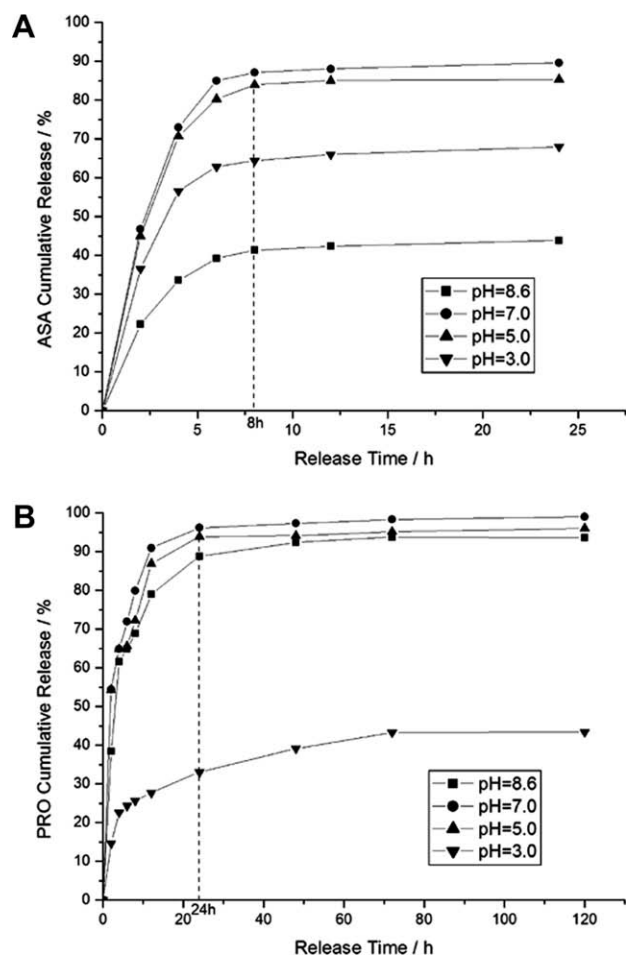 A
ASA Cumulative Release / %
100
90
80
70
60
50
40
30
20
10
0
pH=8.6
pH=7.0
pH=5.0
pH=3.0
0 5 8h 10 15 20 25
Release Time / h
B
PRO Cumulative Release / %
100
90
80
70
60
50
40
30
20
10
0
pH=8.6
pH=7.0
pH=5.0
pH=3.0
0 20 24h 40 60 80 100 120
Release Time / h